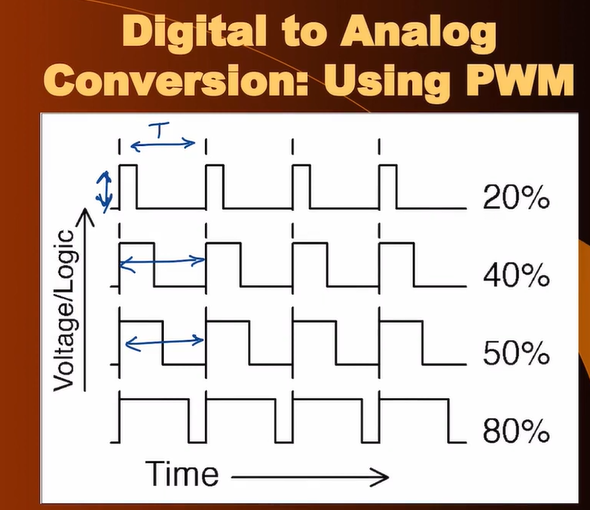 Digital to Analog
Conversion: Using PWM
T
20%
40%
50%
80%
Voltage/Logic
Time